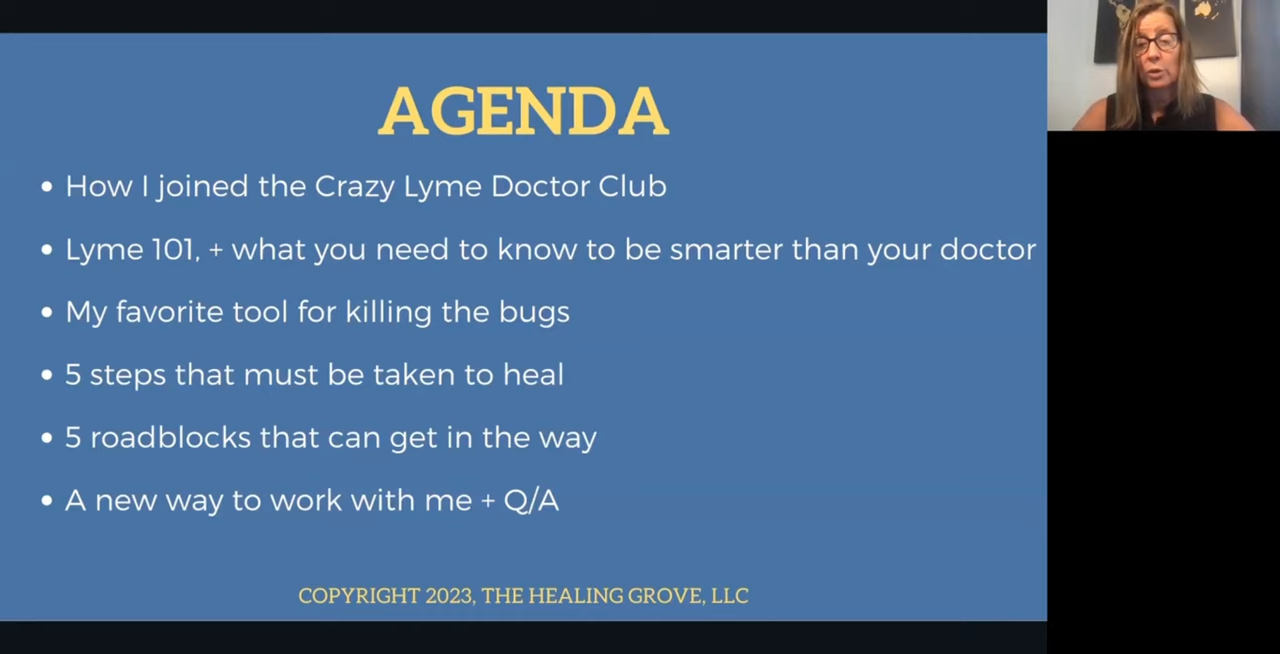 AGENDA
• How I joined the Crazy Lyme Doctor Club
• Lyme 101, + what you need to know to be smarter than your doctor
• My favorite tool for killing the bugs
• 5 steps that must be taken to heal
• 5 roadblocks that can get in the way
• A new way to work with me + Q/A
COPYRIGHT 2023, THE HEALING GROVE, LLC